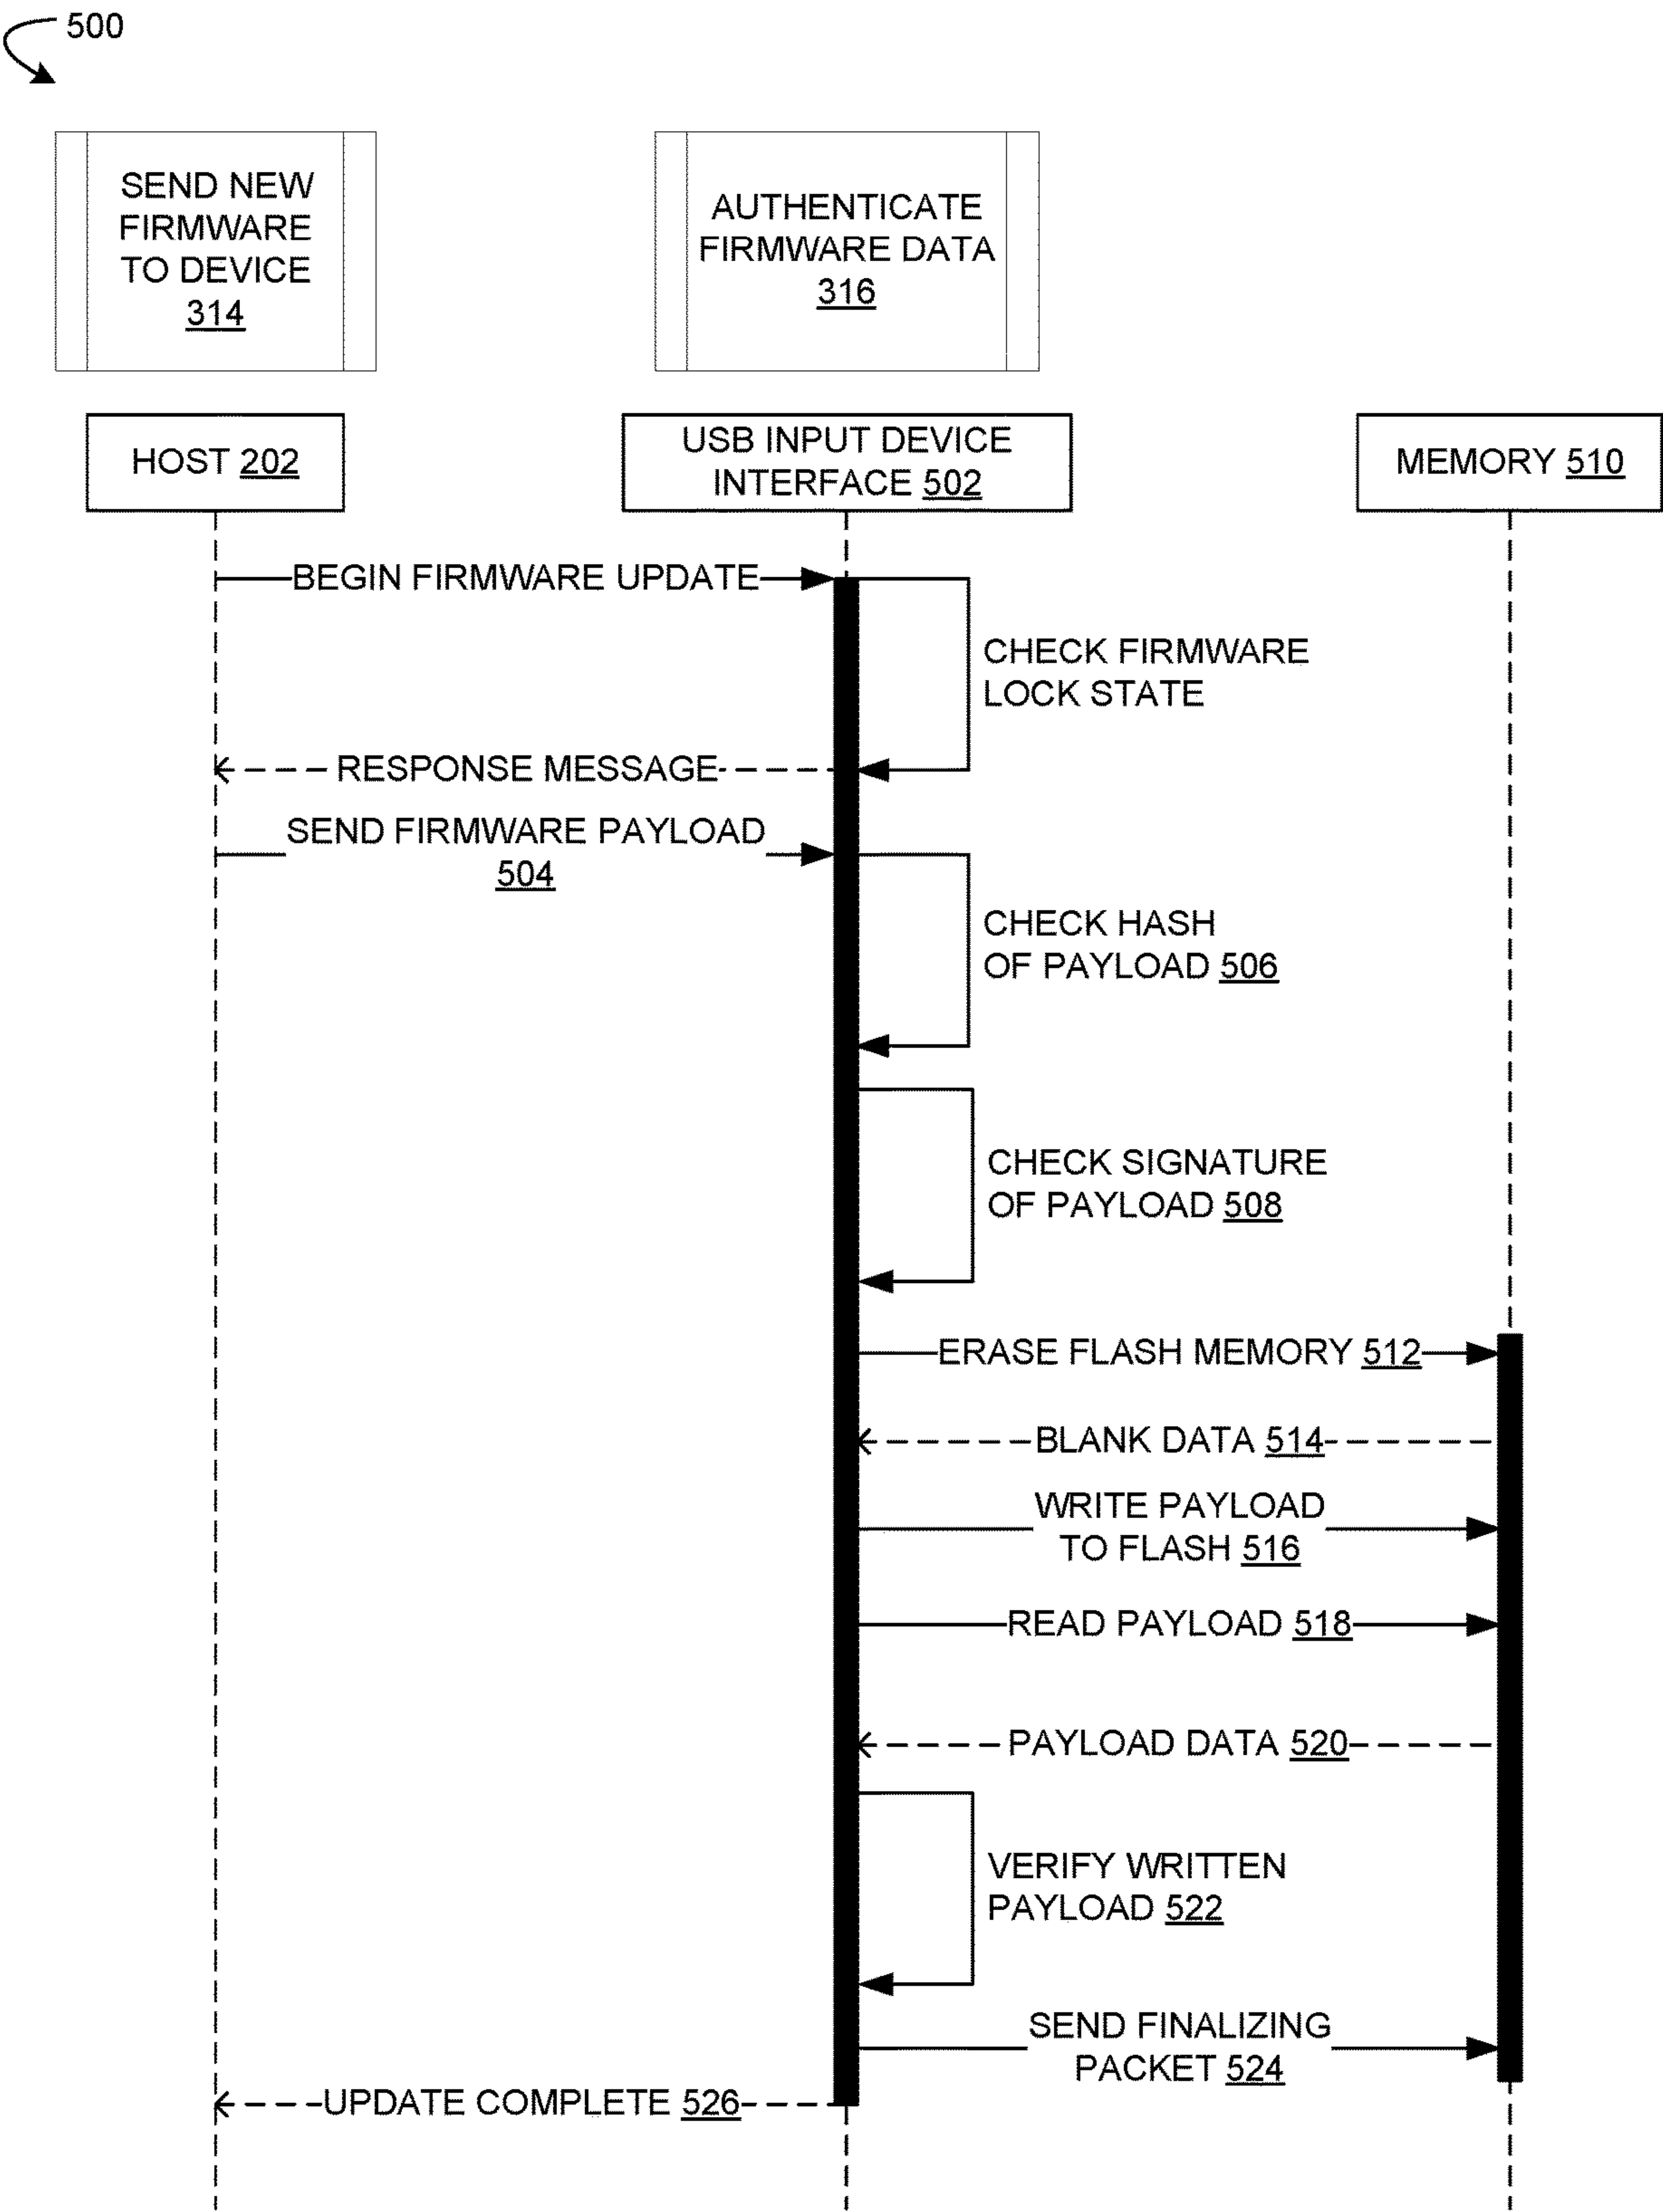 500
SEND NEW
FIRMWARE
TO DEVICE
314
AUTHENTICATE
FIRMWARE DATA
316
HOST 202
USB INPUT DEVICE
INTERFACE 502
MEMORY 510
BEGIN FIRMWARE UPDATE
CHECK FIRMWARE
LOCK STATE
RESPONSE MESSAGE
SEND FIRMWARE PAYLOAD
504
CHECK HASH
OF PAYLOAD 506
CHECK SIGNATURE
OF PAYLOAD 508
ERASE FLASH MEMORY 512
BLANK DATA 514
WRITE PAYLOAD
TO FLASH 516
READ PAYLOAD 518
PAYLOAD DATA 520
VERIFY WRITTEN
PAYLOAD 522
SEND FINALIZING
PACKET 524
UPDATE COMPLETE 526